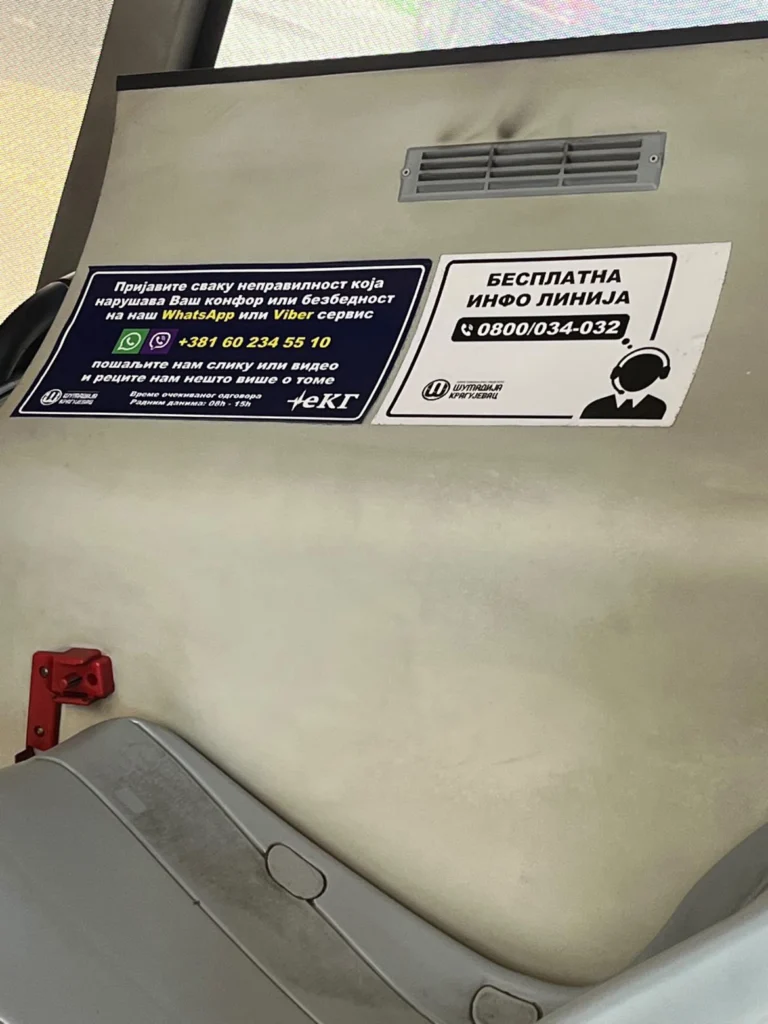 Пријавите сваку неправилност која
нарушава Ваш конфор или безбедност
на наш WhatsApp или Viber сервис
+381 60 234 55 10
пошаљите нам слику или видео
и реците нам нешто више о томе
ШУМАДИЈА
КРАГУЈЕВАЦ
Време очекиваног одговора
Радним данима: 08h - 15h
еКГ
БЕСПЛАТНА
ИНФО ЛИНИЈА
0800/034-032
ШУМАДИЈА
КРАГУЈЕВАЦ